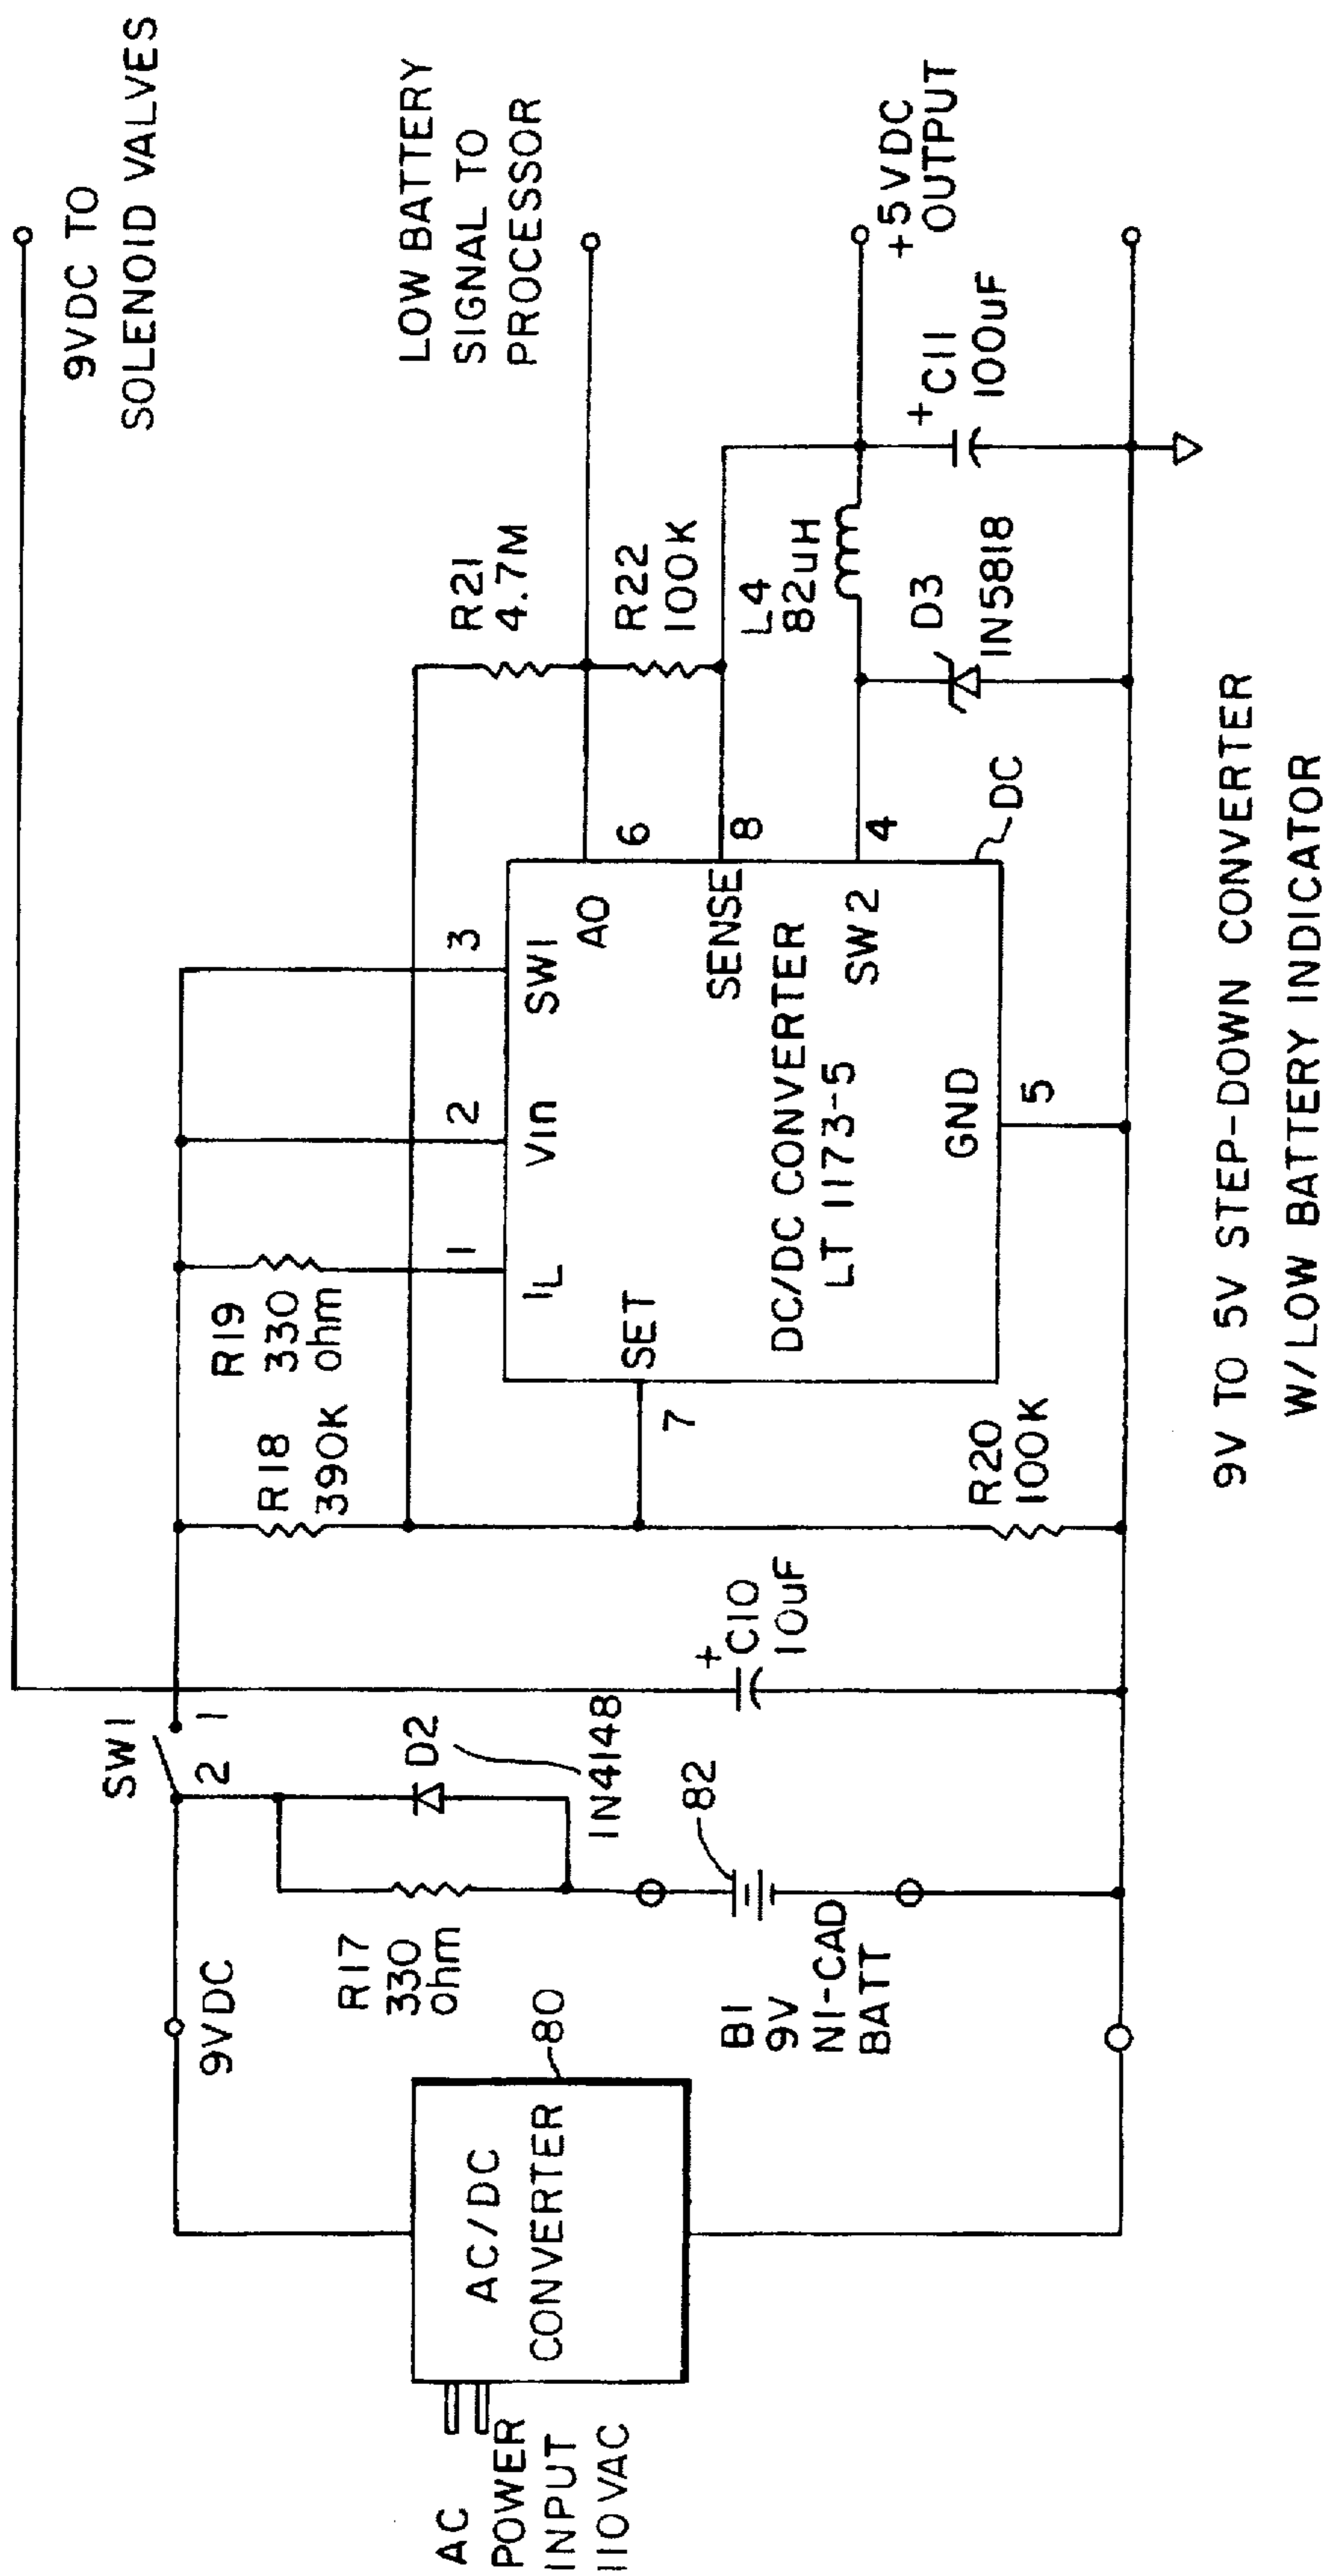 9VDC TO
SOLENOID VALVES
SW1
1
2
9VDC
R17
330
ohm
D2
1N4148
AC/DC
CONVERTER
80
AC
POWER
INPUT
110VAC
B1
9V
NI-CAD
BATT
82
+
C10
10uF
R18
390K
R19
330
ohm
1
2
3
IL
Vin
SW1
SET
7
AO
6
SENSE
8
SW2
4
DC/DC CONVERTER
LT 1173-5
GND
5
DC
R20
100K
R21
4.7M
R22
100K
LOW BATTERY
SIGNAL TO
PROCESSOR
L4
82uH
D3
1N5818
+
C11
100uF
+5VDC
OUTPUT
9V TO 5V STEP-DOWN CONVERTER
W/LOW BATTERY INDICATOR